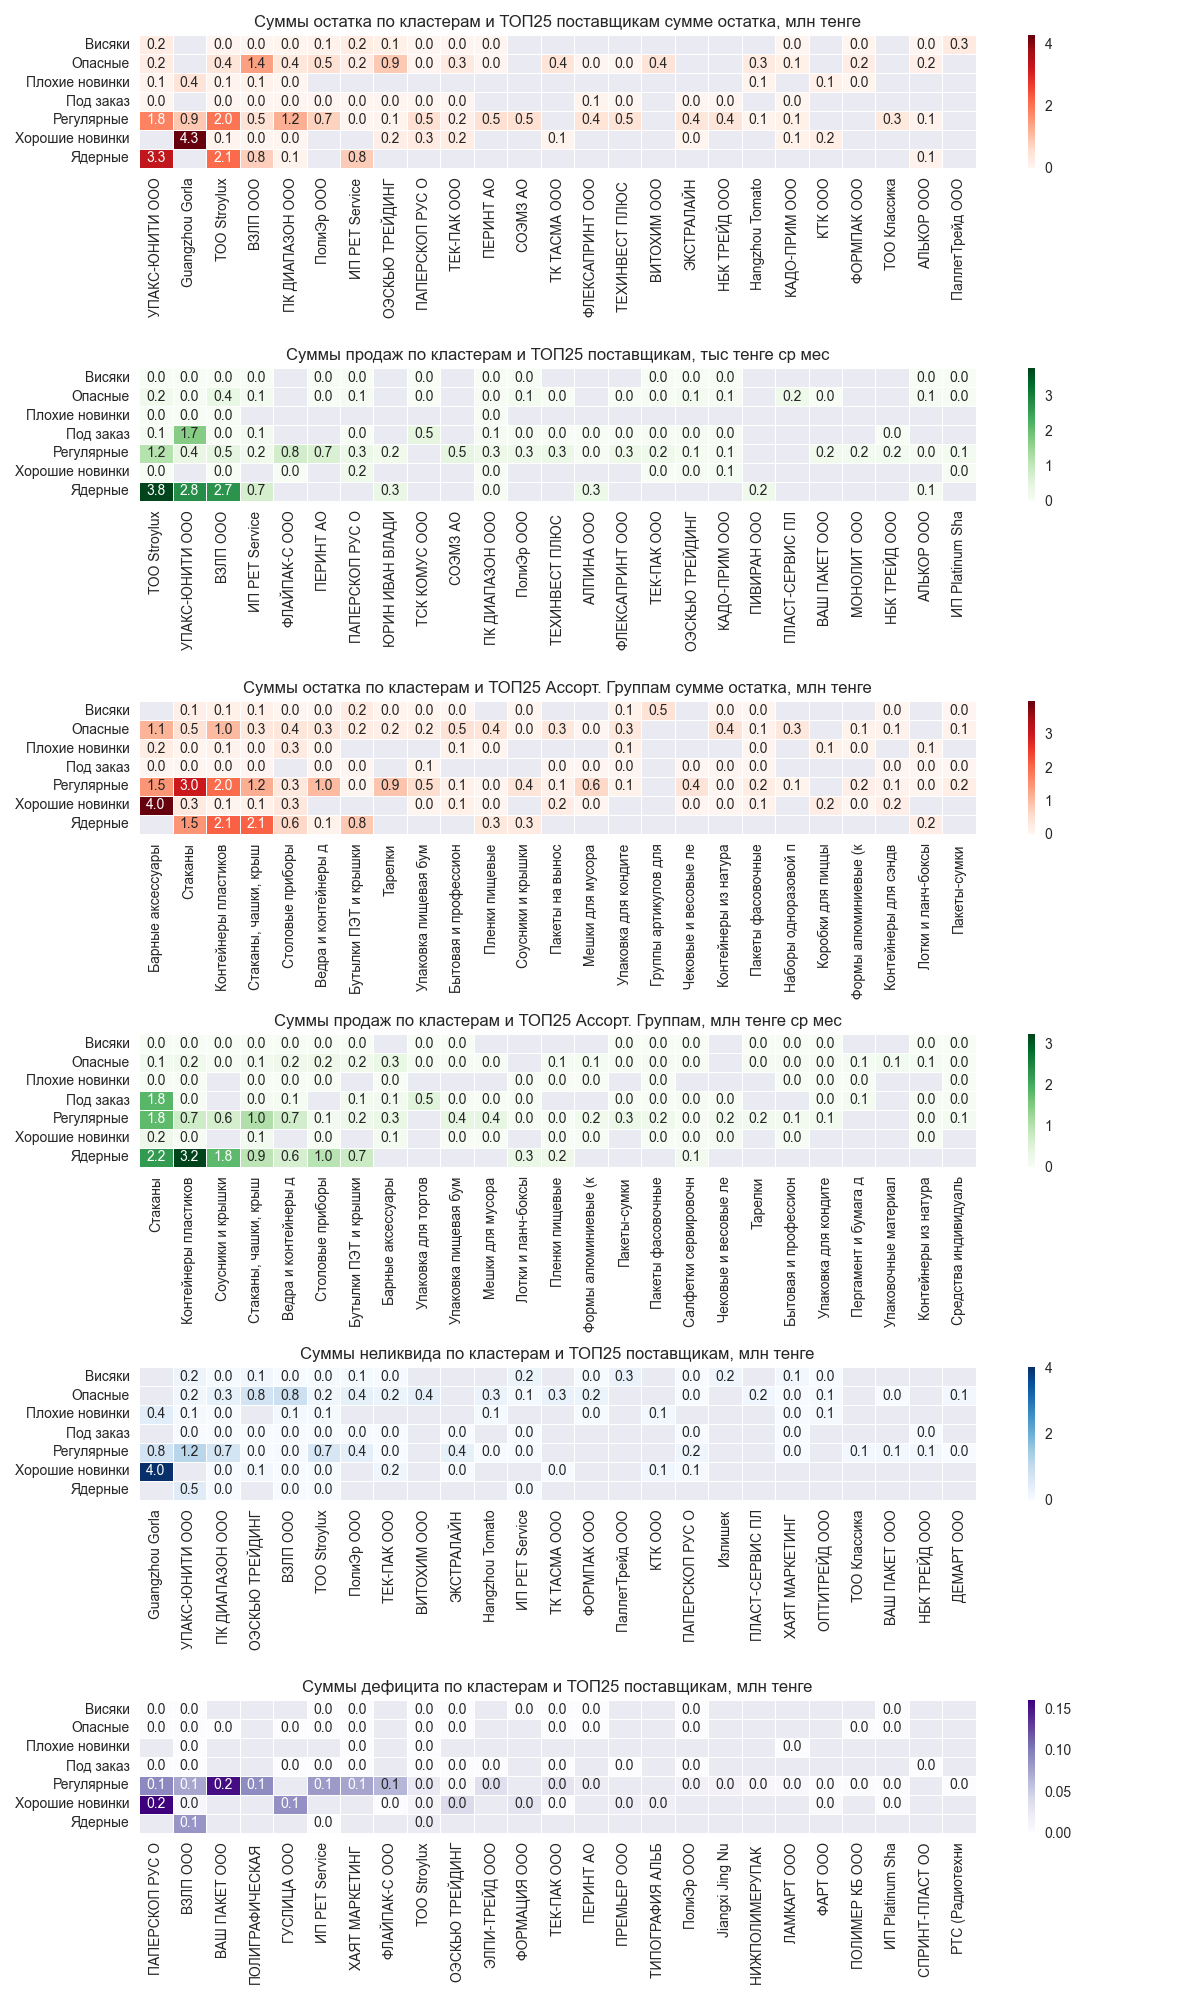 Суммы остатка по кластерам и ТОП25 поставщикам сумме остатка, млн тенге
Висяки 0.2 0.0 0.0 0.0 0.1 0.2 0.1 0.0 0.0 0.0 0.0 0.0 0.0 0.3
Опасные 0.2 0.4 1.4 0.4 0.5 0.2 0.9 0.0 0.3 0.0 0.4 0.0 0.0 0.4 0.3 0.1 0.2 0.2
Плохие новинки 0.1 0.4 0.1 0.1 0.0 0.1 0.1 0.0
Под заказ 0.0 0.0 0.0 0.0 0.0 0.0 0.0 0.0 0.0 0.1 0.0 0.0 0.0 0.0
Регулярные 1.8 0.9 2.0 0.5 1.2 0.7 0.0 0.1 0.5 0.2 0.5 0.5 0.4 0.5 0.4 0.4 0.1 0.1 0.3 0.1
Хорошие новинки 4.3 0.1 0.0 0.0 0.2 0.3 0.2 0.1 0.0 0.1 0.2
Ядерные 3.3 2.1 0.8 0.1 0.8 0.1
4
2
0
УПАКС-ЮНИТИ ООО
Guangzhou Gorla
ТОО Stroylux
ВЗЛП ООО
ПК ДИАПАЗОН ООО
ПолиЭр ООО
ИП PET Service
ОЭСКЬЮ ТРЕЙДИНГ
ПАПЕРСКОП РУС О
ТЕК-ПАК ООО
ПЕРИНТ АО
СОЭМЗ АО
ТК ТАСМА ООО
ФЛЕКСАПРИНТ ООО
ТЕХИНВЕСТ ПЛЮС
ВИТОХИМ ООО
ЭКСТРАЛАЙН
НБК ТРЕЙД ООО
Hangzhou Tomato
КАДО-ПРИМ ООО
КТК ООО
ФОРМПАК ООО
ТОО Классика
АЛЬКОР ООО
ПаллетТрейд ООО
Суммы продаж по кластерам и ТОП25 поставщикам, тыс тенге ср мес
Висяки 0.0 0.0 0.0 0.0 0.0 0.0 0.0 0.0 0.0 0.0 0.0 0.0 0.0 0.0
Опасные 0.2 0.0 0.4 0.1 0.0 0.1 0.0 0.0 0.1 0.0 0.0 0.0 0.1 0.1 0.2 0.0 0.1 0.0
Плохие новинки 0.0 0.0 0.0 0.0
Под заказ 0.1 1.7 0.0 0.1 0.0 0.5 0.1 0.0 0.0 0.0 0.0 0.0 0.0 0.0 0.0
Регулярные 1.2 0.4 0.5 0.2 0.8 0.7 0.3 0.2 0.5 0.3 0.3 0.3 0.0 0.3 0.2 0.1 0.1 0.2 0.2 0.2 0.0 0.1
Хорошие новинки 0.0 0.0 0.0 0.2 0.0 0.0 0.0 0.1 0.0
Ядерные 3.8 2.8 2.7 0.7 0.3 0.0 0.3 0.2 0.1
3
2
1
0
ТОО Stroylux
УПАКС-ЮНИТИ ООО
ВЗЛП ООО
ИП PET Service
ФЛАЙПАК-С ООО
ПЕРИНТ АО
ПАПЕРСКОП РУС О
ЮРИН ИВАН ВЛАДИ
ТСК КОМУС ООО
СОЭМЗ АО
ПК ДИАПАЗОН ООО
ПолиЭр ООО
ТЕХИНВЕСТ ПЛЮС
АЛПИНА ООО
ФЛЕКСАПРИНТ ООО
ТЕК-ПАК ООО
ОЭСКЬЮ ТРЕЙДИНГ
КАДО-ПРИМ ООО
ПИВИРАН ООО
ПЛАСТ-СЕРВИС ПЛ
ВАШ ПАКЕТ ООО
МОНОЛИТ ООО
НБК ТРЕЙД ООО
АЛЬКОР ООО
ИП Platinum Sha
Суммы остатка по кластерам и ТОП25 Ассорт. Группам сумме остатка, млн тенге
Висяки 0.1 0.1 0.1 0.0 0.0 0.2 0.0 0.0 0.0 0.0 0.1 0.5 0.0 0.0 0.0 0.0
Опасные 1.1 0.5 1.0 0.3 0.4 0.3 0.2 0.2 0.2 0.5 0.4 0.0 0.3 0.0 0.3 0.4 0.1 0.3 0.1 0.1 0.1
Плохие новинки 0.2 0.0 0.1 0.0 0.3 0.0 0.1 0.0 0.1 0.0 0.1 0.0 0.1
Под заказ 0.0 0.0 0.0 0.0 0.0 0.0 0.1 0.0 0.0 0.0 0.0 0.0 0.0 0.0 0.0 0.0
Регулярные 1.5 3.0 2.0 1.2 0.3 1.0 0.0 0.9 0.5 0.1 0.0 0.4 0.1 0.6 0.1 0.4 0.0 0.2 0.1 0.2 0.1 0.0 0.2
Хорошие новинки 4.0 0.3 0.1 0.1 0.3 0.0 0.1 0.0 0.2 0.0 0.0 0.0 0.1 0.2 0.0 0.2
Ядерные 1.5 2.1 2.1 0.6 0.1 0.8 0.3 0.3 0.2
3
2
1
0
Барные аксессуары
Стаканы
Контейнеры пластиков
Стаканы, чашки, крыш
Столовые приборы
Ведра и контейнеры д
Бутылки ПЭТ и крышки
Тарелки
Упаковка пищевая бум
Бытовая и профессион
Пленки пищевые
Соусники и крышки
Пакеты на вынос
Мешки для мусора
Упаковка для кондите
Группы артикулов для
Чековые и весовые ле
Контейнеры из натура
Пакеты фасовочные
Наборы одноразовой п
Коробки для пиццы
Формы алюминиевые (к
Контейнеры для сэндв
Лотки и ланч-боксы
Пакеты-сумки
Суммы продаж по кластерам и ТОП25 Ассорт. Группам, млн тенге ср мес
Висяки 0.0 0.0 0.0 0.0 0.0 0.0 0.0 0.0 0.0 0.0 0.0 0.0 0.0 0.0 0.0 0.0 0.0
Опасные 0.1 0.2 0.0 0.1 0.2 0.2 0.2 0.3 0.0 0.0 0.0 0.1 0.1 0.0 0.0 0.0 0.0 0.0 0.0 0.1 0.1 0.1 0.0
Плохие новинки 0.0 0.0 0.0 0.0 0.0 0.0 0.0 0.0 0.0 0.0 0.0 0.0 0.0 0.0
Под заказ 1.8 0.0 0.0 0.1 0.1 0.1 0.5 0.0 0.0 0.0 0.0 0.0 0.0 0.0 0.0 0.1 0.0 0.0
Регулярные 1.8 0.7 0.6 1.0 0.7 0.1 0.2 0.3 0.4 0.4 0.0 0.0 0.2 0.3 0.2 0.0 0.2 0.2 0.1 0.1 0.0 0.1
Хорошие новинки 0.2 0.0 0.1 0.0 0.1 0.0 0.0 0.0 0.0 0.0 0.0 0.0 0.0 0.0
Ядерные 2.2 3.2 1.8 0.9 0.6 1.0 0.7 0.3 0.2 0.1
3
2
1
0
Стаканы
Контейнеры пластиков
Соусники и крышки
Стаканы, чашки, крыш
Ведра и контейнеры д
Столовые приборы
Бутылки ПЭТ и крышки
Барные аксессуары
Упаковка для тортов
Упаковка пищевая бум
Мешки для мусора
Лотки и ланч-боксы
Пленки пищевые
Формы алюминиевые (к
Пакеты-сумки
Пакеты фасовочные
Салфетки сервировочн
Чековые и весовые ле
Тарелки
Бытовая и профессион
Упаковка для кондите
Пергамент и бумага д
Упаковочные материал
Контейнеры из натура
Средства индивидуаль
Суммы неликвида по кластерам и ТОП25 поставщикам, млн тенге
Висяки 0.2 0.0 0.1 0.0 0.0 0.1 0.0 0.2 0.0 0.3 0.2 0.1 0.0
Опасные 0.2 0.3 0.8 0.8 0.2 0.4 0.2 0.4 0.3 0.1 0.3 0.2 0.0 0.2 0.0 0.1 0.0 0.1
Плохие новинки 0.4 0.1 0.0 0.1 0.1 0.1 0.0 0.1 0.0 0.1
Под заказ 0.0 0.0 0.0 0.0 0.0 0.0 0.0 0.0 0.0 0.0 0.0 0.0
Регулярные 0.8 1.2 0.7 0.0 0.0 0.7 0.4 0.0 0.4 0.0 0.0 0.2 0.0 0.1 0.1 0.1 0.0
Хорошие новинки 4.0 0.0 0.1 0.0 0.0 0.2 0.0 0.0 0.1 0.1
Ядерные 0.5 0.0 0.0 0.0 0.0
4
2
0
Guangzhou Gorla
УПАКС-ЮНИТИ ООО
ПК ДИАПАЗОН ООО
ОЭСКЬЮ ТРЕЙДИНГ
ВЗЛП ООО
ТОО Stroylux
ПолиЭр ООО
ТЕК-ПАК ООО
ВИТОХИМ ООО
ЭКСТРАЛАЙН
Hangzhou Tomato
ИП PET Service
ТК ТАСМА ООО
ФОРМПАК ООО
ПаллетТрейд ООО
КТК ООО
ПАПЕРСКОП РУС О
Излишек
ПЛАСТ-СЕРВИС ПЛ
ХАЯТ МАРКЕТИНГ
ОПТИТРЕЙД ООО
ТОО Классика
ВАШ ПАКЕТ ООО
НБК ТРЕЙД ООО
ДЕМАРТ ООО
Суммы дефицита по кластерам и ТОП25 поставщикам, млн тенге
Висяки 0.0 0.0 0.0 0.0 0.0 0.0 0.0 0.0 0.0 0.0 0.0
Опасные 0.0 0.0 0.0 0.0 0.0 0.0 0.0 0.0 0.0 0.0 0.0 0.0 0.0
Плохие новинки 0.0 0.0 0.0 0.0
Под заказ 0.0 0.0 0.0 0.0 0.0 0.0 0.0 0.0 0.0 0.0 0.0 0.0 0.0
Регулярные 0.1 0.1 0.2 0.1 0.1 0.1 0.1 0.0 0.0 0.0 0.0 0.0 0.0 0.0 0.0 0.0 0.0 0.0 0.0 0.0
Хорошие новинки 0.2 0.0 0.1 0.0 0.0 0.0 0.0 0.0 0.0 0.0 0.0 0.0
Ядерные 0.1 0.0 0.0
0.15
0.10
0.05
0.00
ПАПЕРСКОП РУС О
ВЗЛП ООО
ВАШ ПАКЕТ ООО
ПОЛИГРАФИЧЕСКАЯ
ГУСЛИЦА ООО
ИП PET Service
ХАЯТ МАРКЕТИНГ
ФЛАЙПАК-С ООО
ТОО Stroylux
ОЭСКЬЮ ТРЕЙДИНГ
ЭЛПИ-ТРЕЙД ООО
ФОРМАЦИЯ ООО
ТЕК-ПАК ООО
ПЕРИНТ АО
ПРЕМЬЕР ООО
ТИПОГРАФИЯ АЛЬБ
ПолиЭр ООО
Jiangxi Jing Nu
НИЖПОЛИМЕРУПАК
ЛАМКАРТ ООО
ФАРТ ООО
ПОЛИМЕР КБ ООО
ИП Platinum Sha
СПРИНТ-ПЛАСТ ОО
РТС (Радиотехни